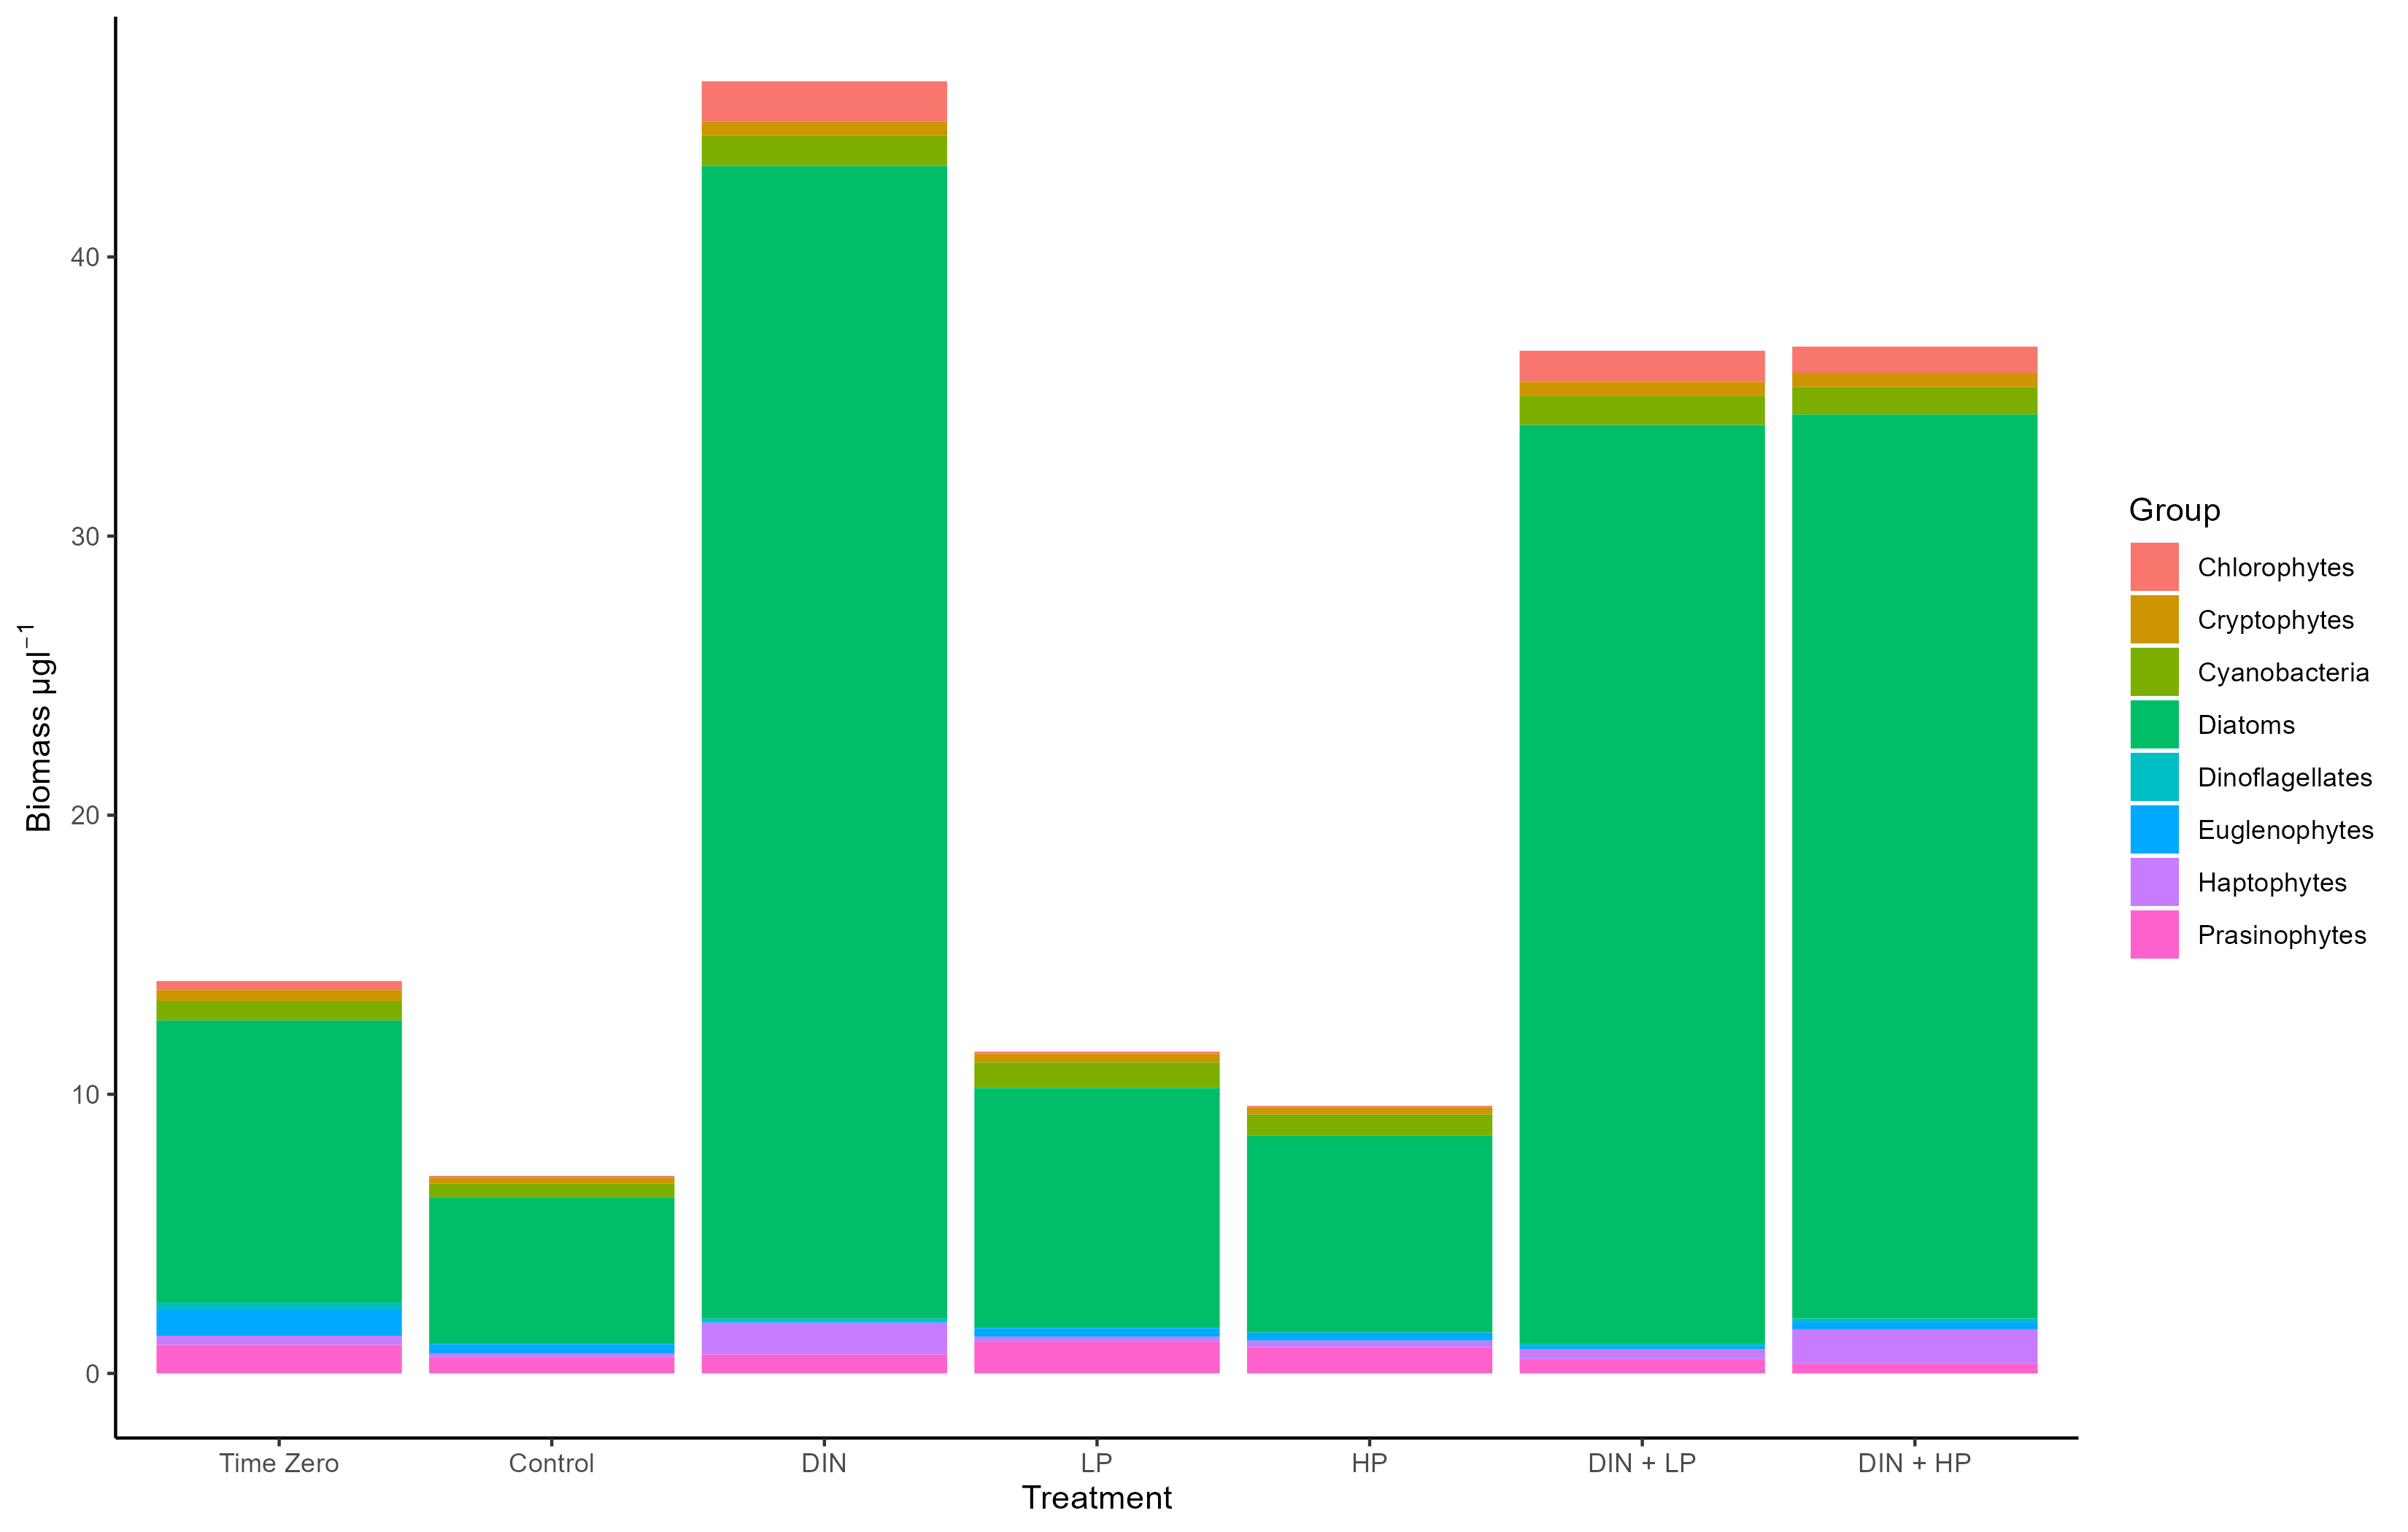 Biomass µgl⁻¹
40
30
20
10
0
Time Zero Control DIN LP HP DIN + LP DIN + HP
Treatment
Group
Chlorophytes
Cryptophytes
Cyanobacteria
Diatoms
Dinoflagellates
Euglenophytes
Haptophytes
Prasinophytes